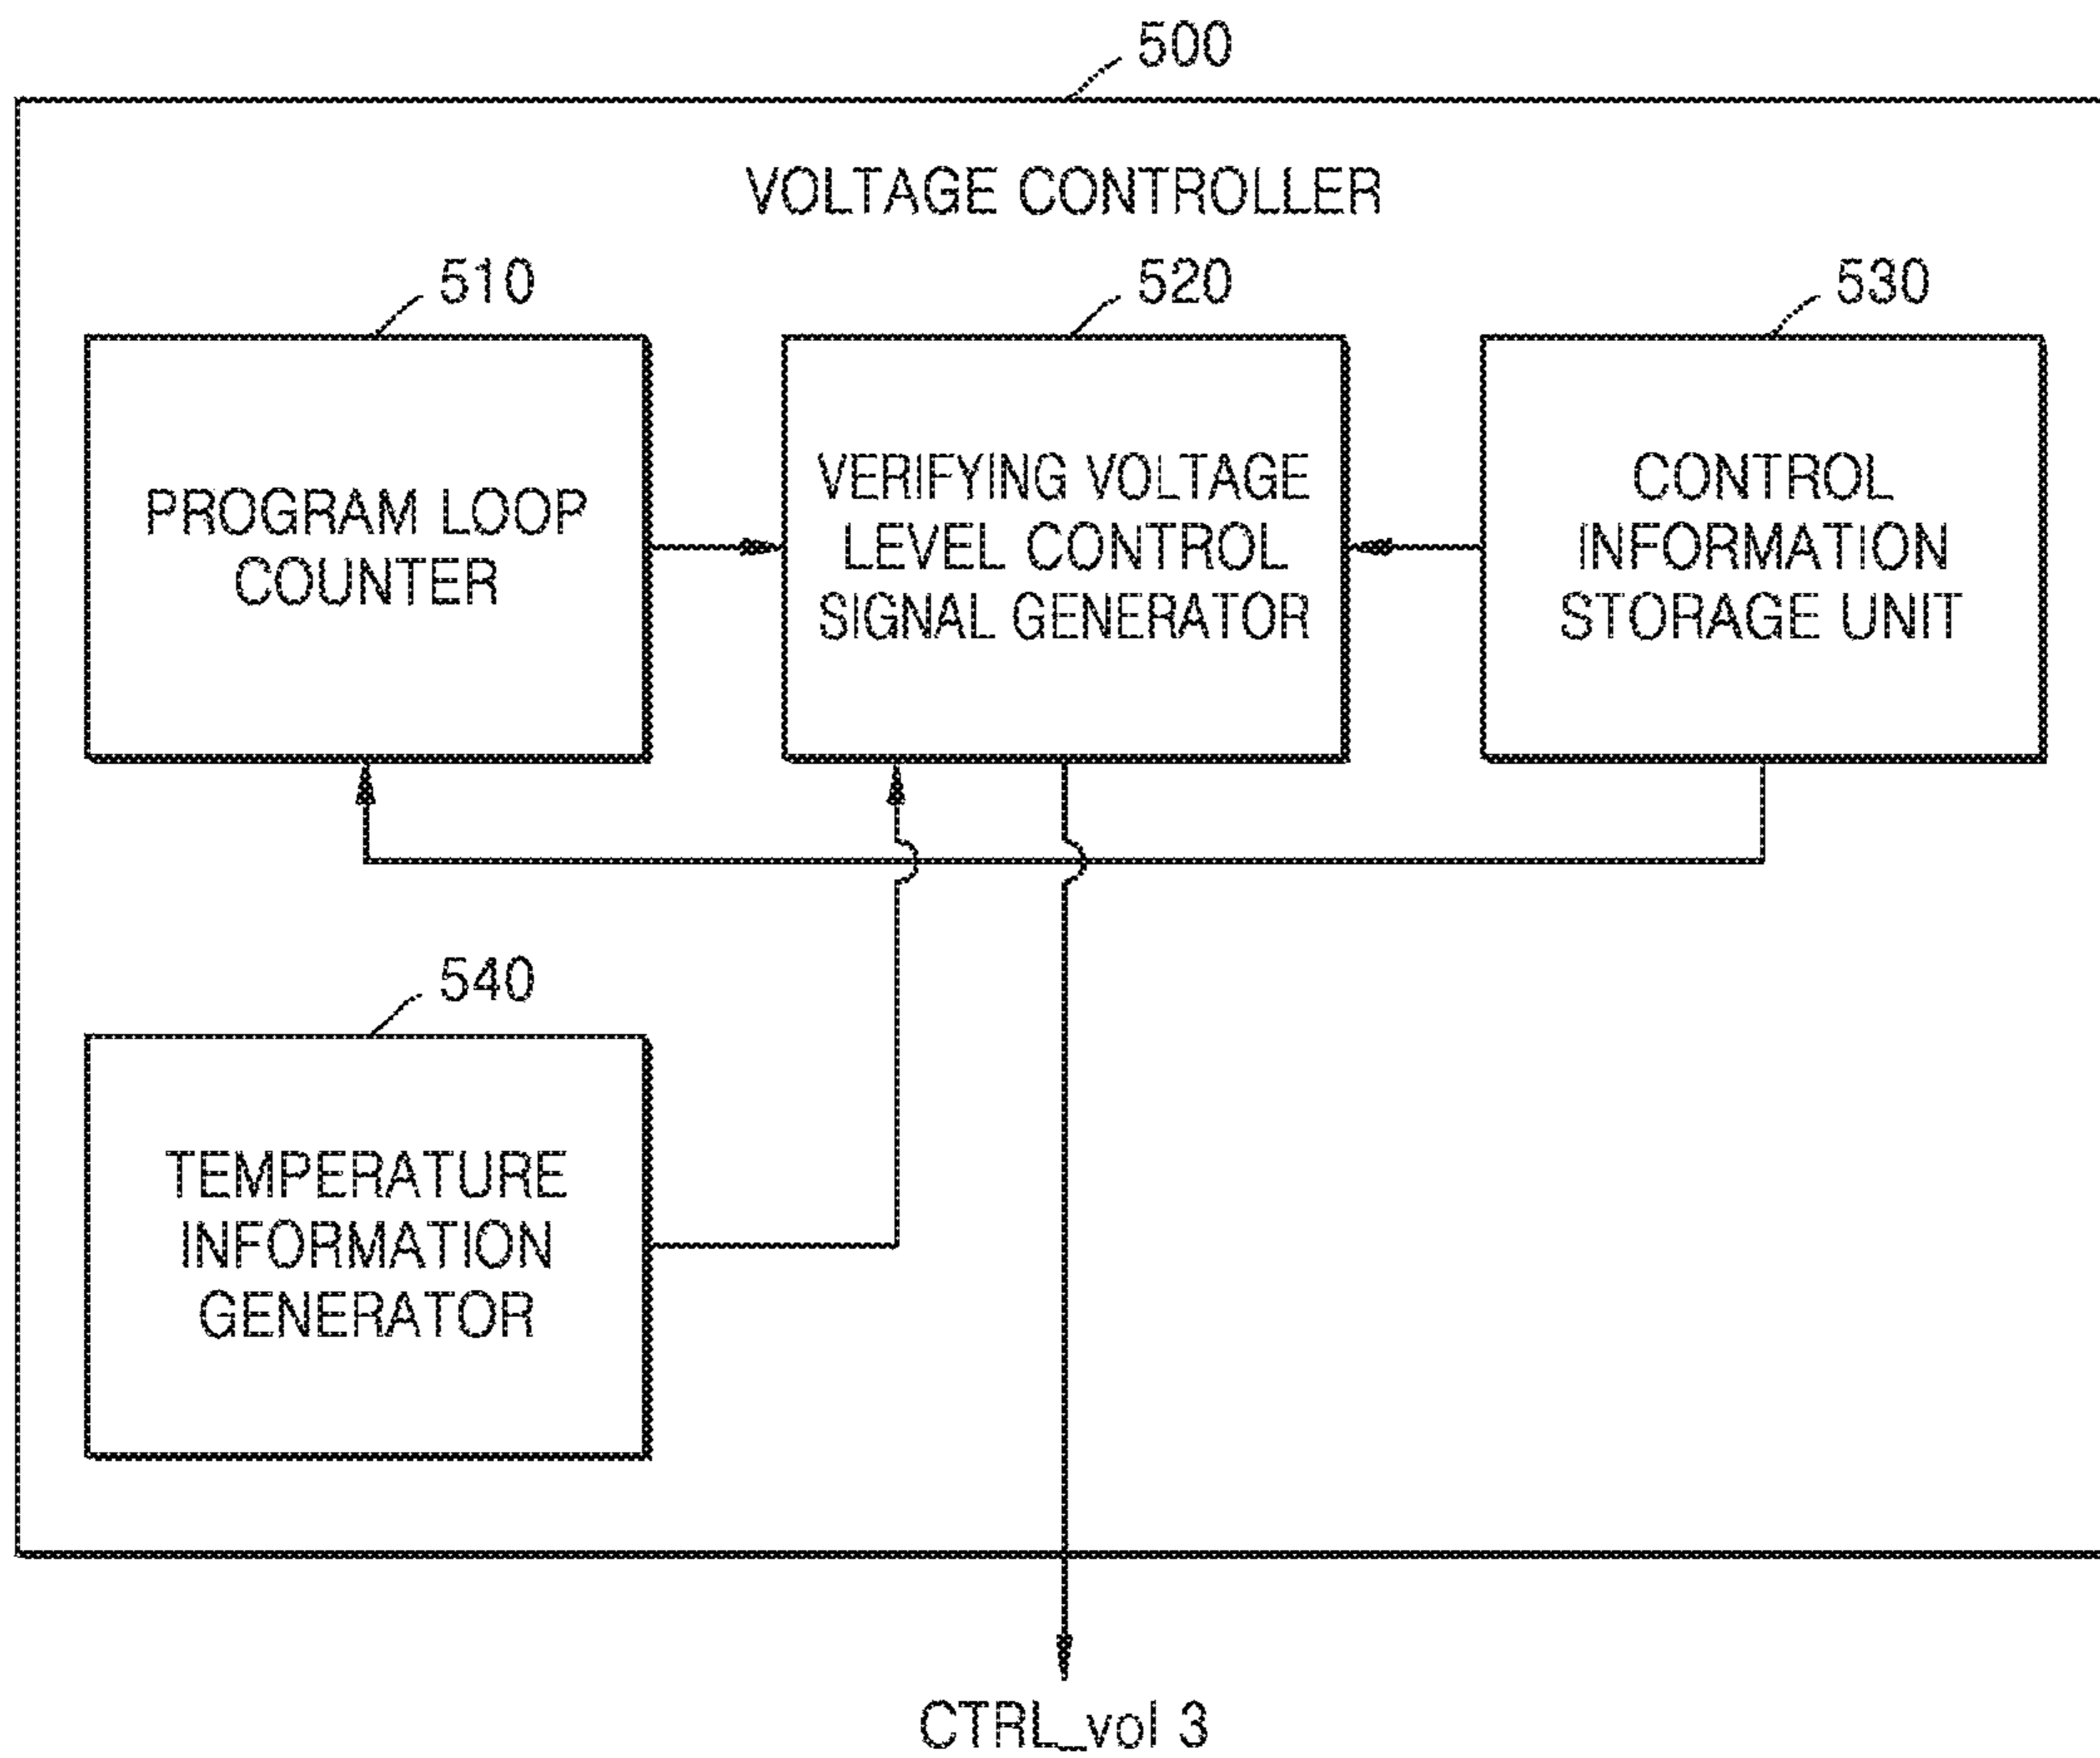 500
VOLTAGE CONTROLLER
510
520
530
PROGRAM LOOP
COUNTER
VERIFYING VOLTAGE
LEVEL CONTROL
SIGNAL GENERATOR
CONTROL
INFORMATION
STORAGE UNIT
540
TEMPERATURE
INFORMATION
GENERATOR
CTRL_vol 3